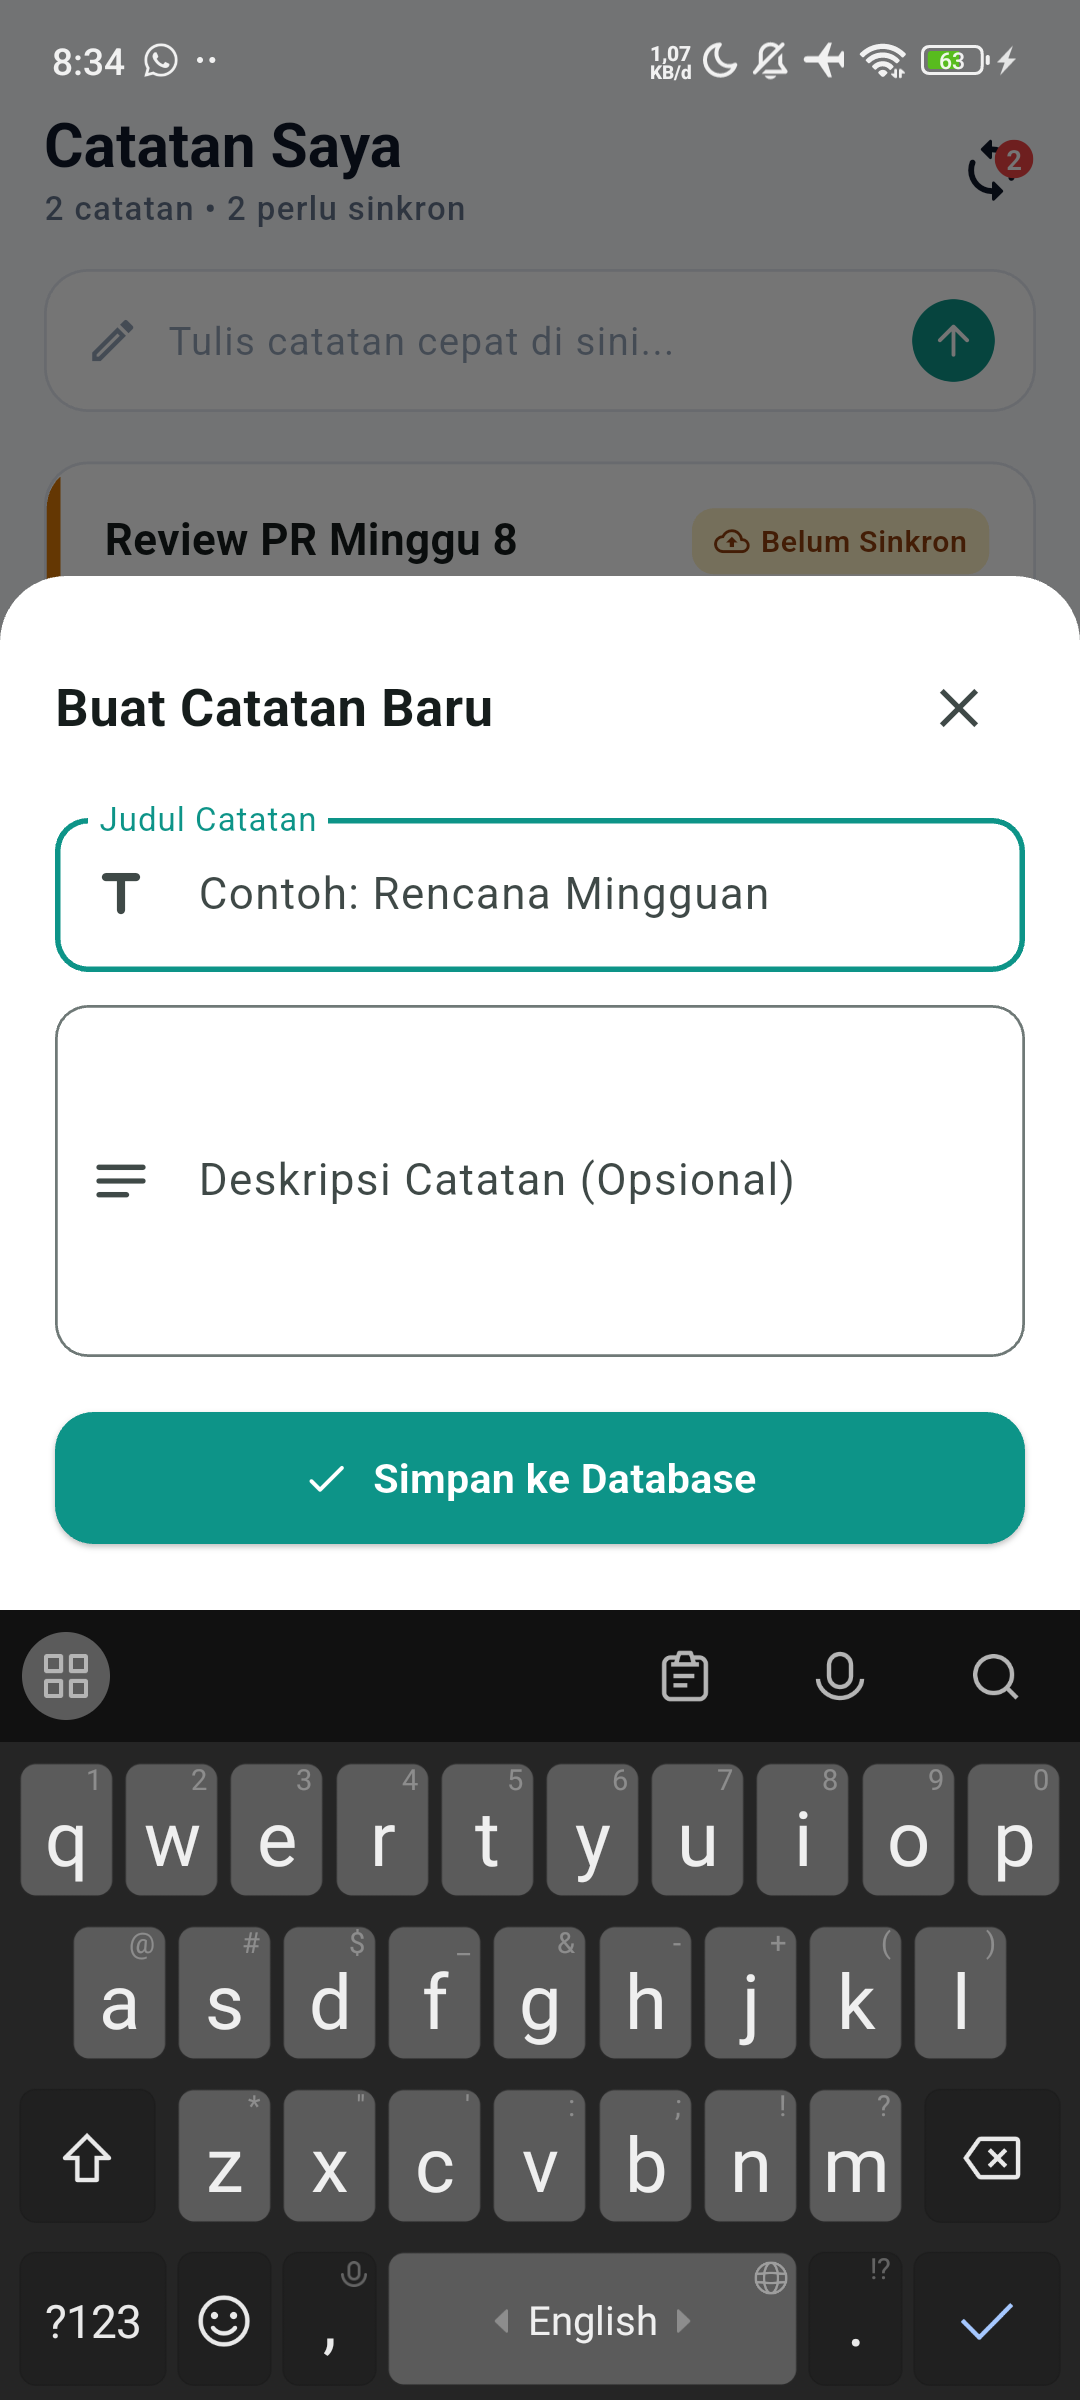 8:34
1,07
KB/d
63
Catatan Saya
2
2 catatan • 2 perlu sinkron
Tulis catatan cepat di sini...
Review PR Minggu 8
Belum Sinkron
Buat Catatan Baru
Judul Catatan
Contoh: Rencana Mingguan
Deskripsi Catatan (Opsional)
Simpan ke Database
1 2 3 4 5 6 7 8 9 0
q w e r t y u i o p
@ # $ _ & - + ( )
a s d f g h j k l
* " ' : ; ! ?
z x c v b n m
!?
?123 , English .